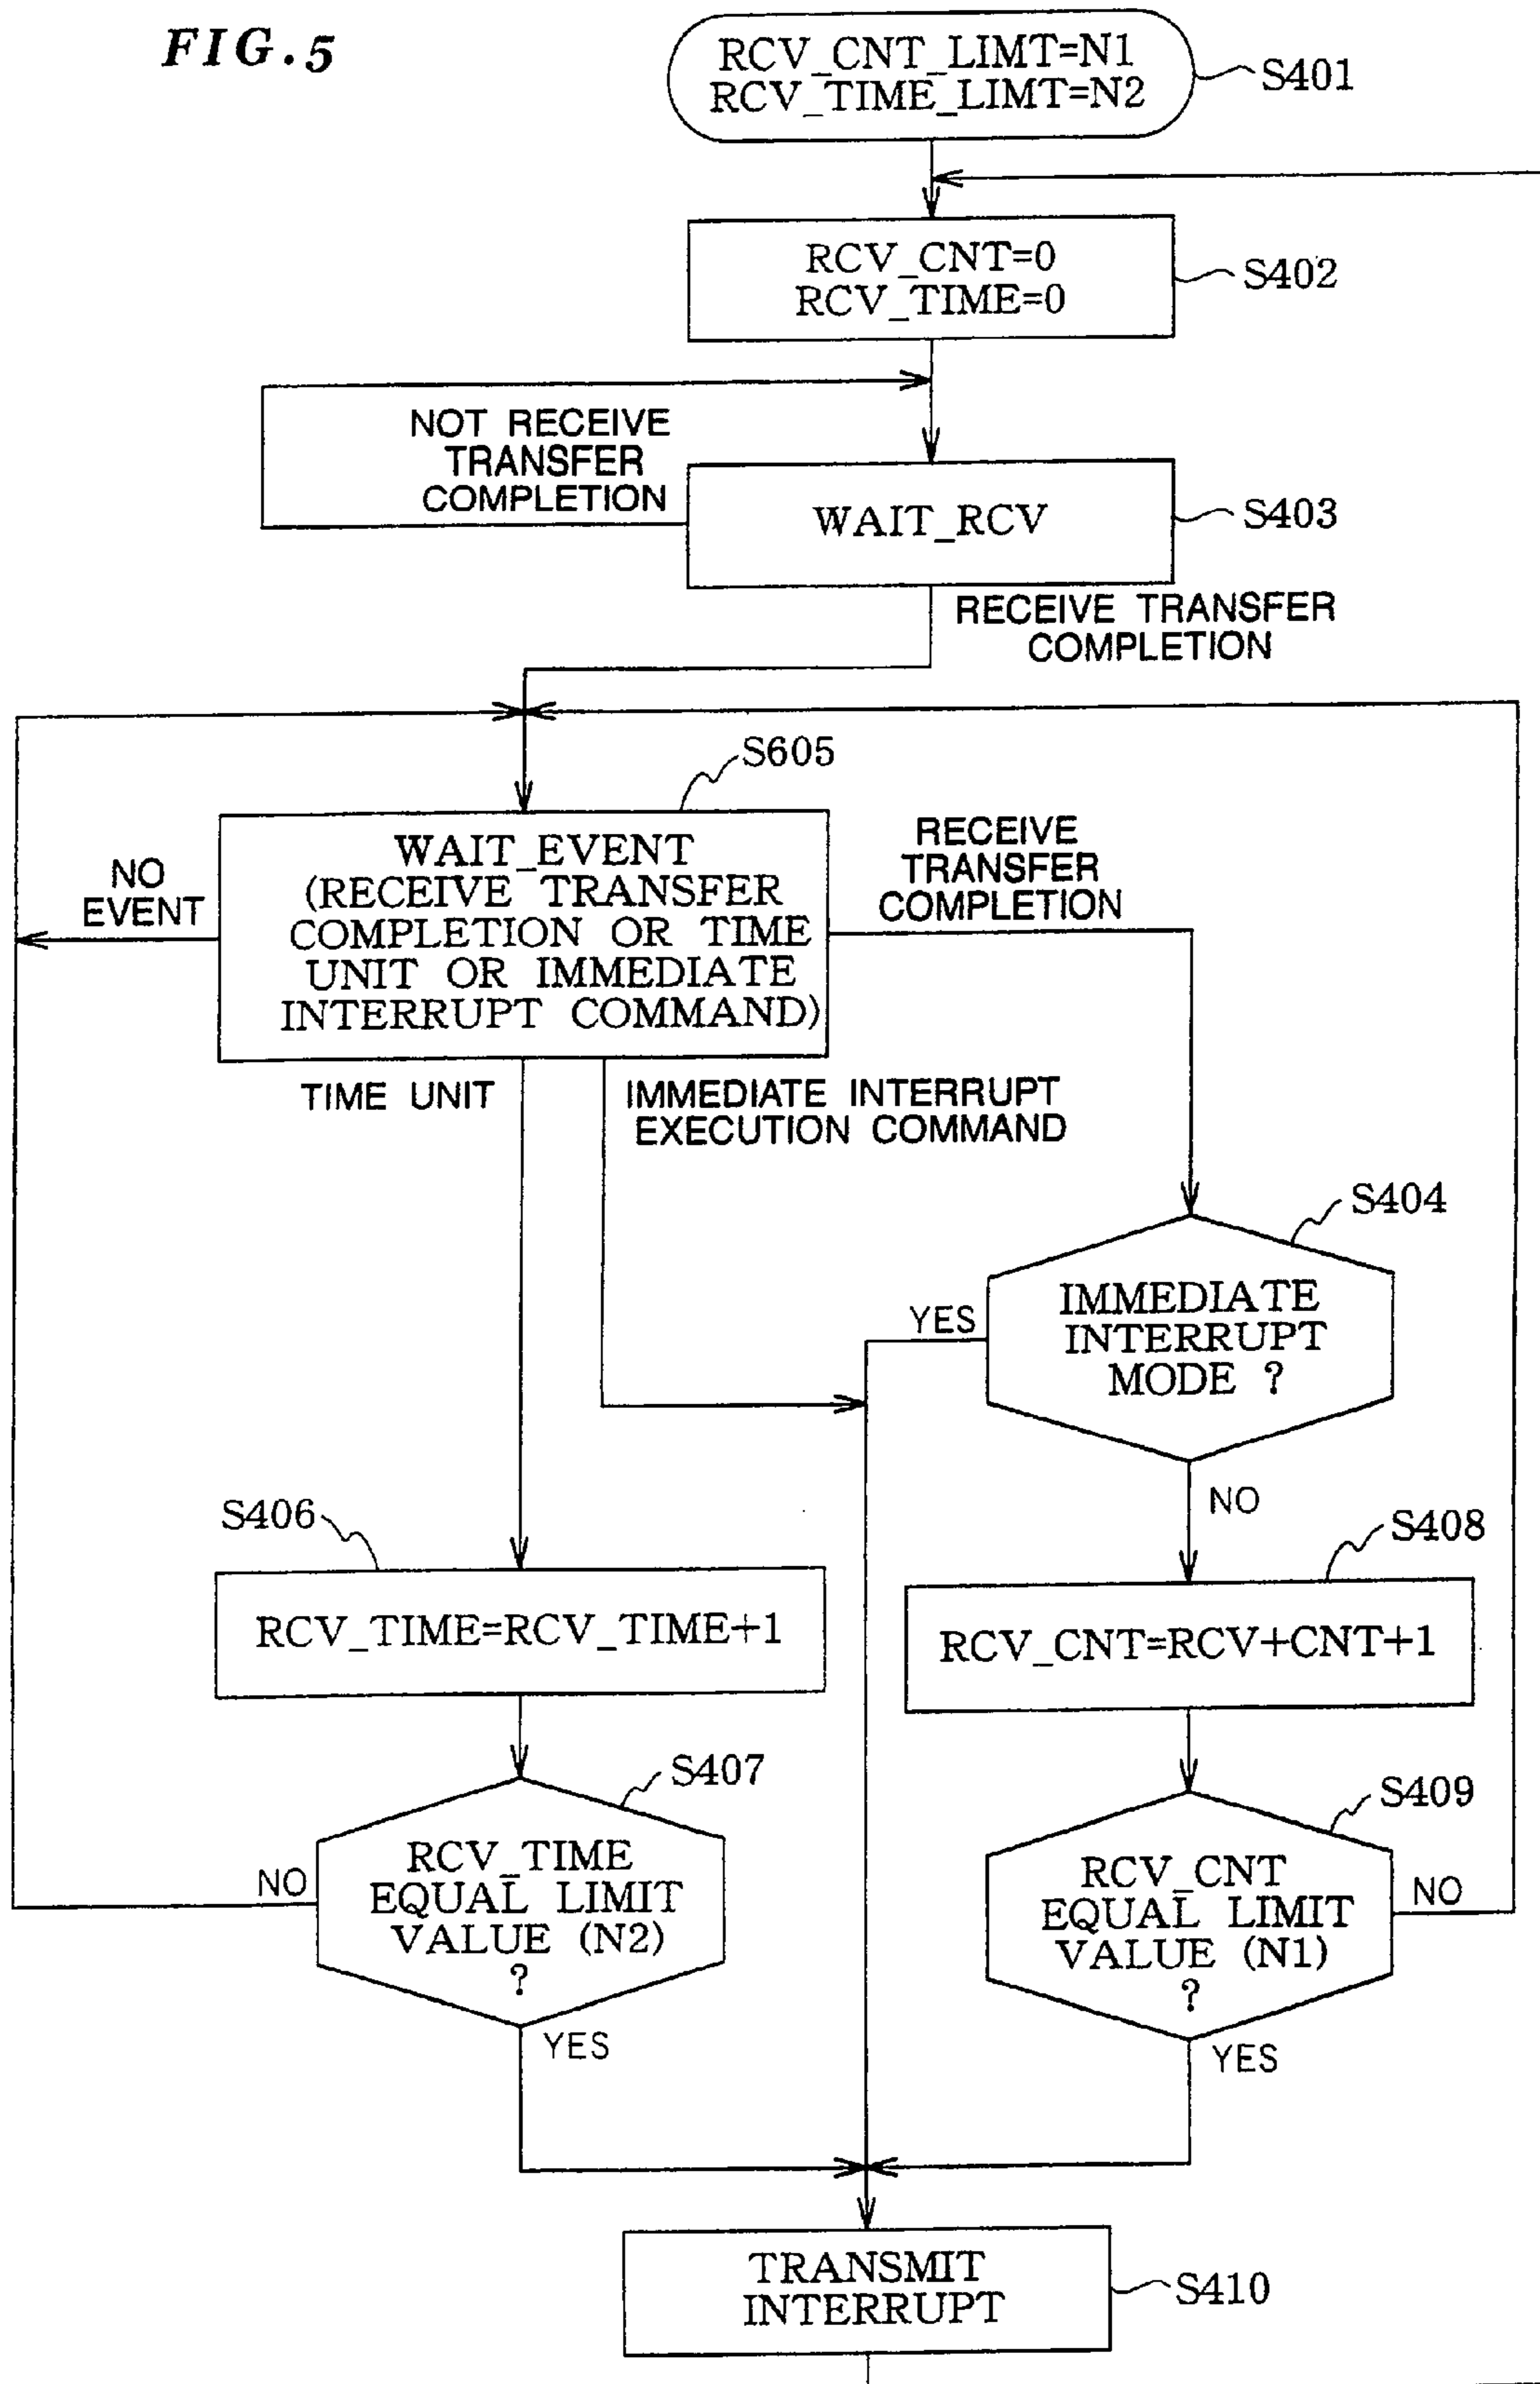 FIG.5
RCV_CNT_LIMT=N1
RCV_TIME_LIMT=N2
S401
RCV_CNT=0
RCV_TIME=0
S402
NOT RECEIVE
TRANSFER
COMPLETION
WAIT_RCV
S403
RECEIVE TRANSFER
COMPLETION
S605
WAIT_EVENT
(RECEIVE TRANSFER
COMPLETION OR TIME
UNIT OR IMMEDIATE
INTERRUPT COMMAND)
NO
EVENT
RECEIVE
TRANSFER
COMPLETION
TIME UNIT
IMMEDIATE INTERRUPT
EXECUTION COMMAND
S404
IMMEDIATE
INTERRUPT
MODE ?
YES
NO
S406
RCV_TIME=RCV_TIME+1
S408
RCV_CNT=RCV+CNT+1
S407
RCV_TIME
EQUAL LIMIT
VALUE (N2)
?
NO
YES
S409
RCV_CNT
EQUAL LIMIT
VALUE (N1)
?
NO
YES
TRANSMIT
INTERRUPT
S410